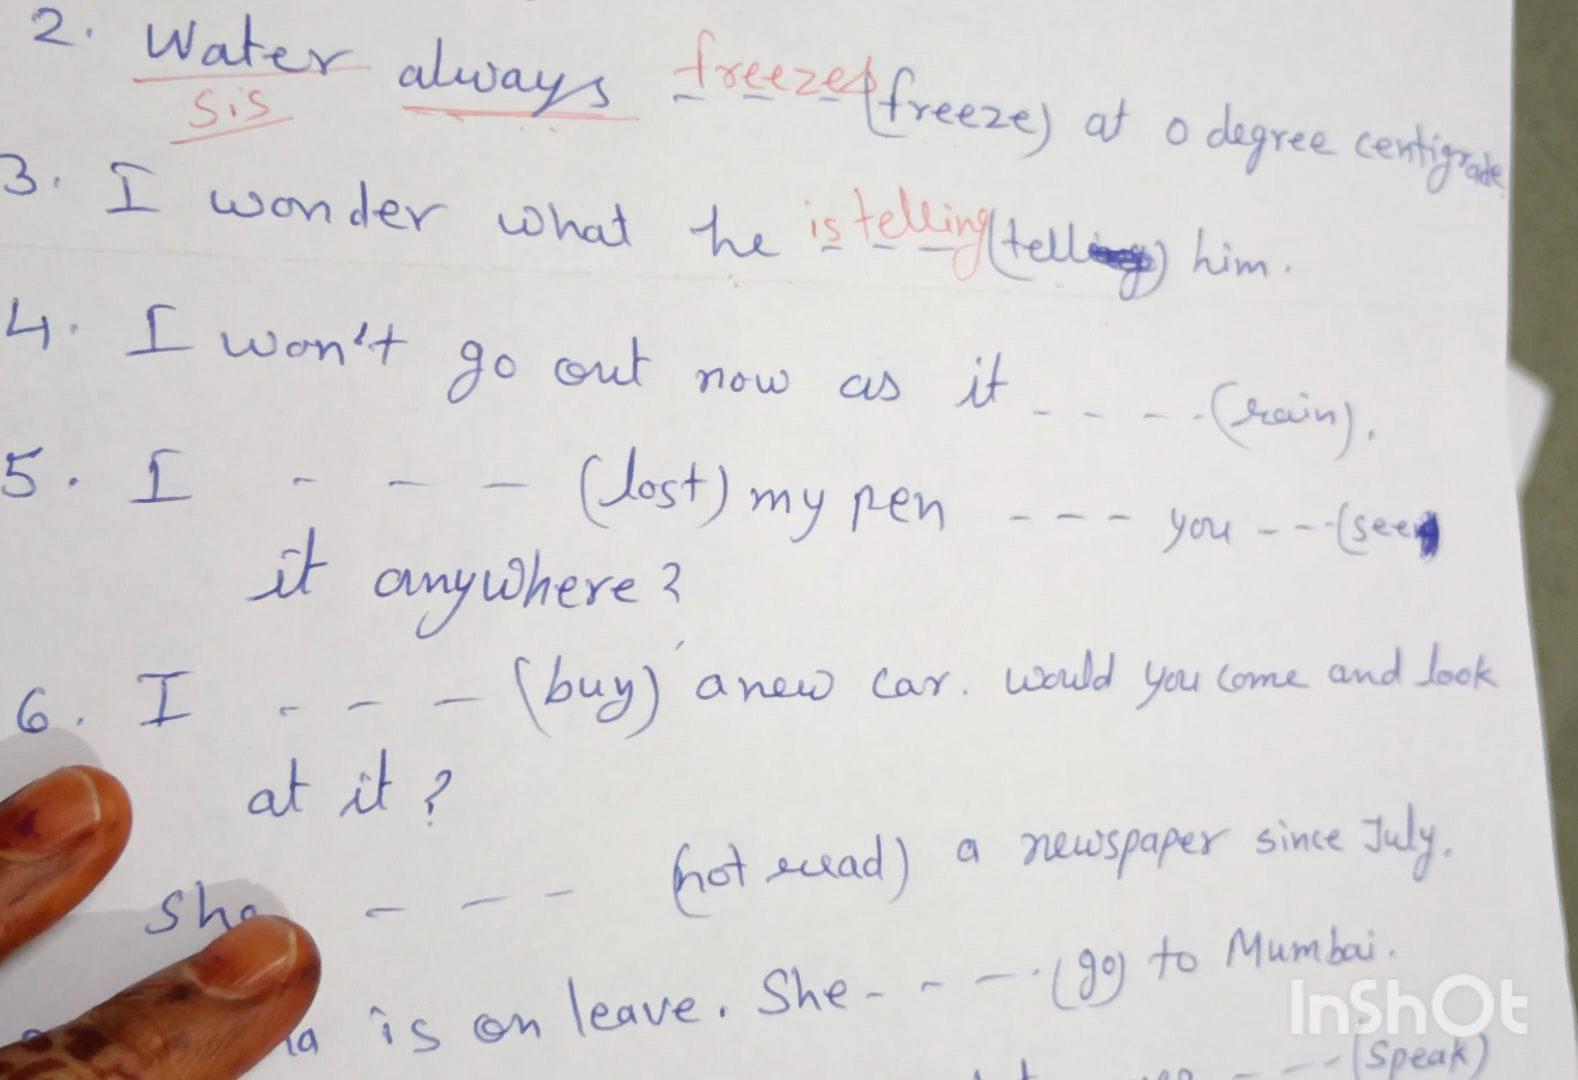 2. Water always freezes (freeze) at 0 degree centigrade
sis
3. I wonder what he is telling (tell) him.
4. I won't go out now as it ---- (rain).
5. I --- (lost) my pen --- you -- (see
it anywhere?
6. I --- (buy) a new car. would you come and look
at it?
She --- (not read) a newspaper since July.
is on leave. She --- (go) to Mumbai.
--- (Speak)
InShOt